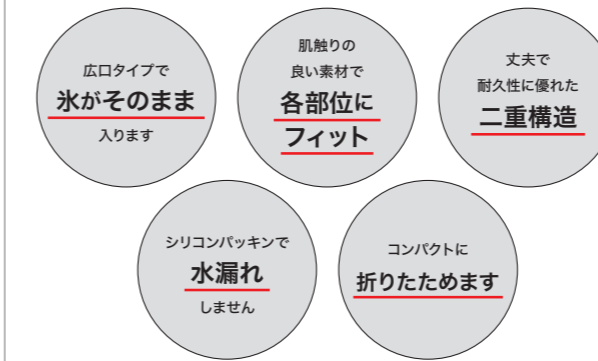 広口タイプで
氷がそのまま
入ります
肌触りの
良い素材で
各部位に
フィット
丈夫で
耐久性に優れた
二重構造
シリコンパッキンで
水漏れ
しません
コンパクトに
折りたためます